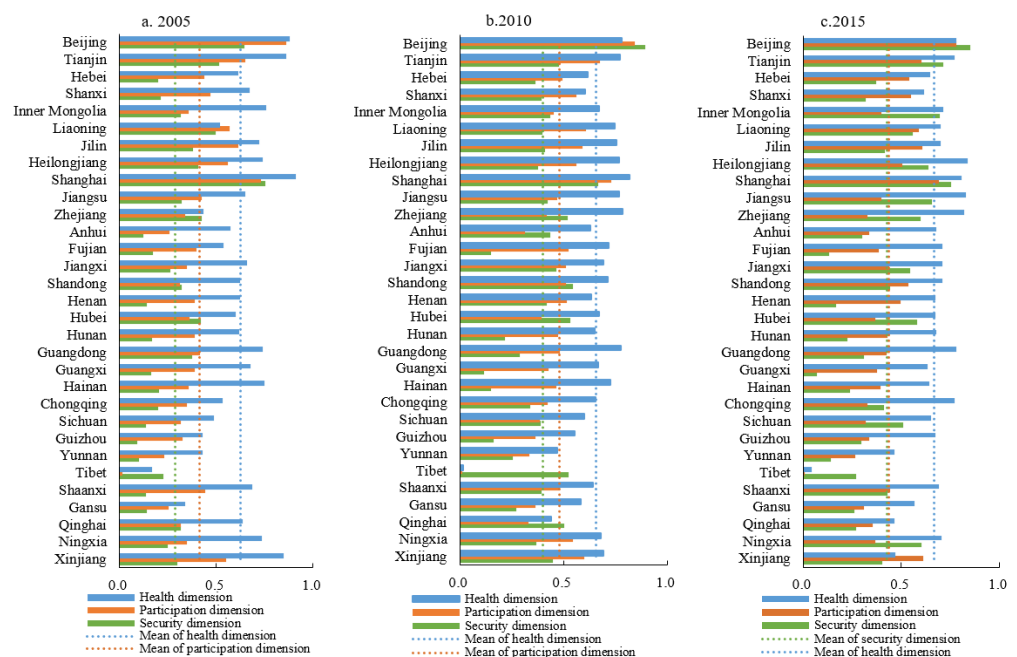 a. 2005
Beijing
Tianjin
Hebei
Shanxi
Inner Mongolia
Liaoning
Jilin
Heilongjiang
Shanghai
Jiangsu
Zhejiang
Anhui
Fujian
Jiangxi
Shandong
Henan
Hubei
Hunan
Guangdong
Guangxi
Hainan
Chongqing
Sichuan
Guizhou
Yunnan
Tibet
Shaanxi
Gansu
Qinghai
Ningxia
Xinjiang
0.0 0.5 1.0
Health dimension
Participation dimension
Security dimension
Mean of health dimension
Mean of participation dimension
b.2010
Beijing
Tianjin
Hebei
Shanxi
Inner Mongolia
Liaoning
Jilin
Heilongjiang
Shanghai
Jiangsu
Zhejiang
Anhui
Fujian
Jiangxi
Shandong
Henan
Hubei
Hunan
Guangdong
Guangxi
Hainan
Chongqing
Sichuan
Guizhou
Yunnan
Tibet
Shaanxi
Gansu
Qinghai
Ningxia
Xinjiang
0.0 0.5 1.0
Health dimension
Participation dimension
Security dimension
Mean of health dimension
Mean of participation dimension
c.2015
Beijing
Tianjin
Hebei
Shanxi
Inner Mongolia
Liaoning
Jilin
Heilongjiang
Shanghai
Jiangsu
Zhejiang
Anhui
Fujian
Jiangxi
Shandong
Henan
Hubei
Hunan
Guangdong
Guangxi
Hainan
Chongqing
Sichuan
Guizhou
Yunnan
Tibet
Shaanxi
Gansu
Qinghai
Ningxia
Xinjiang
0.0 0.5 1.0
Health dimension
Participation dimension
Security dimension
Mean of security dimension
Mean of health dimension